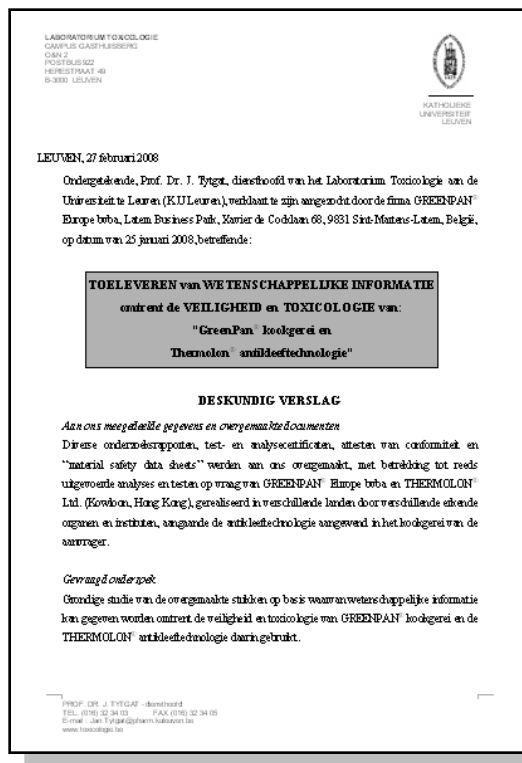 LABORATORIUM TOXICOLOGIE
CAMPUS GASTHUISBERG
O&N 2
POSTBUS 922
HERESTRAAT 49
B-3000 LEUVEN
KATHOLIEKE
UNIVERSITEIT
LEUVEN
LEUVEN, 27 februari 2008
Ondergetekende, Prof. Dr. J. Tytgat, diensthoofd van het Laboratorium Toxicologie aan de
Universiteit te Leuven (K.U.Leuven), verklaart te zijn aangezocht door de firma GREENPAN®
Europe bvba, Latem Business Park, Xavier de Cocklaan 68, 9831 Sint-Martens-Latem, België,
op datum van 25 januari 2008, betreffende:
TOELEVEREN van WETENSCHAPPELIJKE INFORMATIE
omtrent de VEILIGHEID en TOXICOLOGIE van:
"GreenPan® kookgerei en
Thermolon® antikleeftechnologie"
DESKUNDIG VERSLAG
Aan ons meegedeelde gegevens en overgemaakte documenten
Diverse onderzoeksrapporten, test- en analysecertificaten, attesten van conformiteit en
"material safety data sheets" werden aan ons overgemaakt, met betrekking tot reeds
uitgevoerde analyses en testen op vraag van GREENPAN® Europe bvba en THERMOLON®
Ltd. (Kowloon, Hong Kong), gerealiseerd in verschillende landen door verschillende erkende
organen en instituten, aangaande de antikleeftechnologie aangewend in het kookgerei van de
aanvrager.
Gevraagd onderzoek
Grondige studie van de overgemaakte stukken op basis waarvan wetenschappelijke informatie
kan gegeven worden omtrent de veiligheid en toxicologie van GREENPAN® kookgerei en de
THERMOLON® antikleeftechnologie daarin gebruikt.
PROF. DR. J. TYTGAT - diensthoofd
TEL. (016) 32 34 03 FAX (016) 32 34 05
E-mail : Jan.Tytgat@pharm.kuleuven.be
www.toxicologie.be